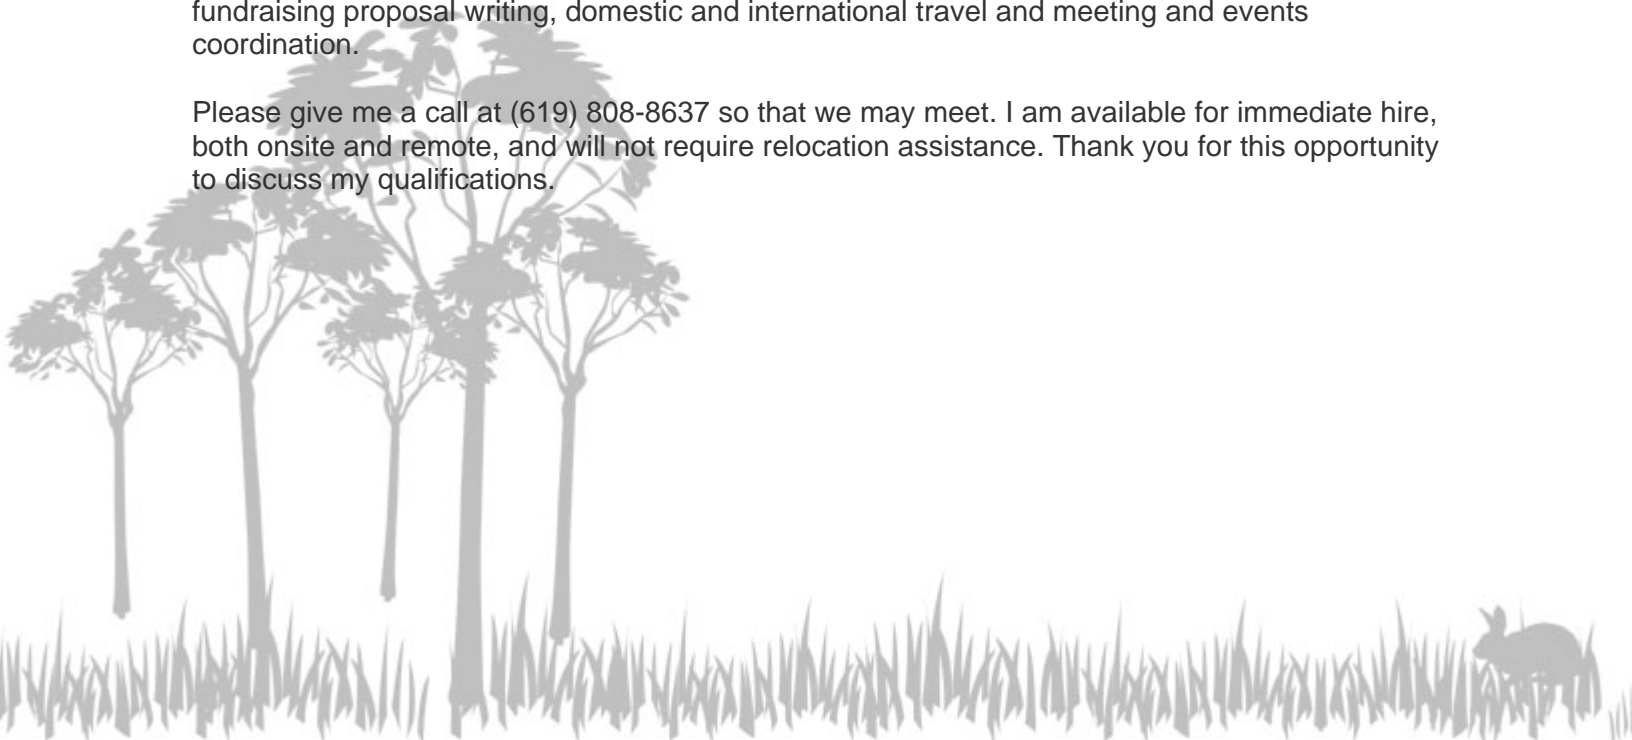 fundraising proposal writing, domestic and international travel and meeting and events
coordination.
Please give me a call at (619) 808-8637 so that we may meet. I am available for immediate hire,
both onsite and remote, and will not require relocation assistance. Thank you for this opportunity
to discuss my qualifications.